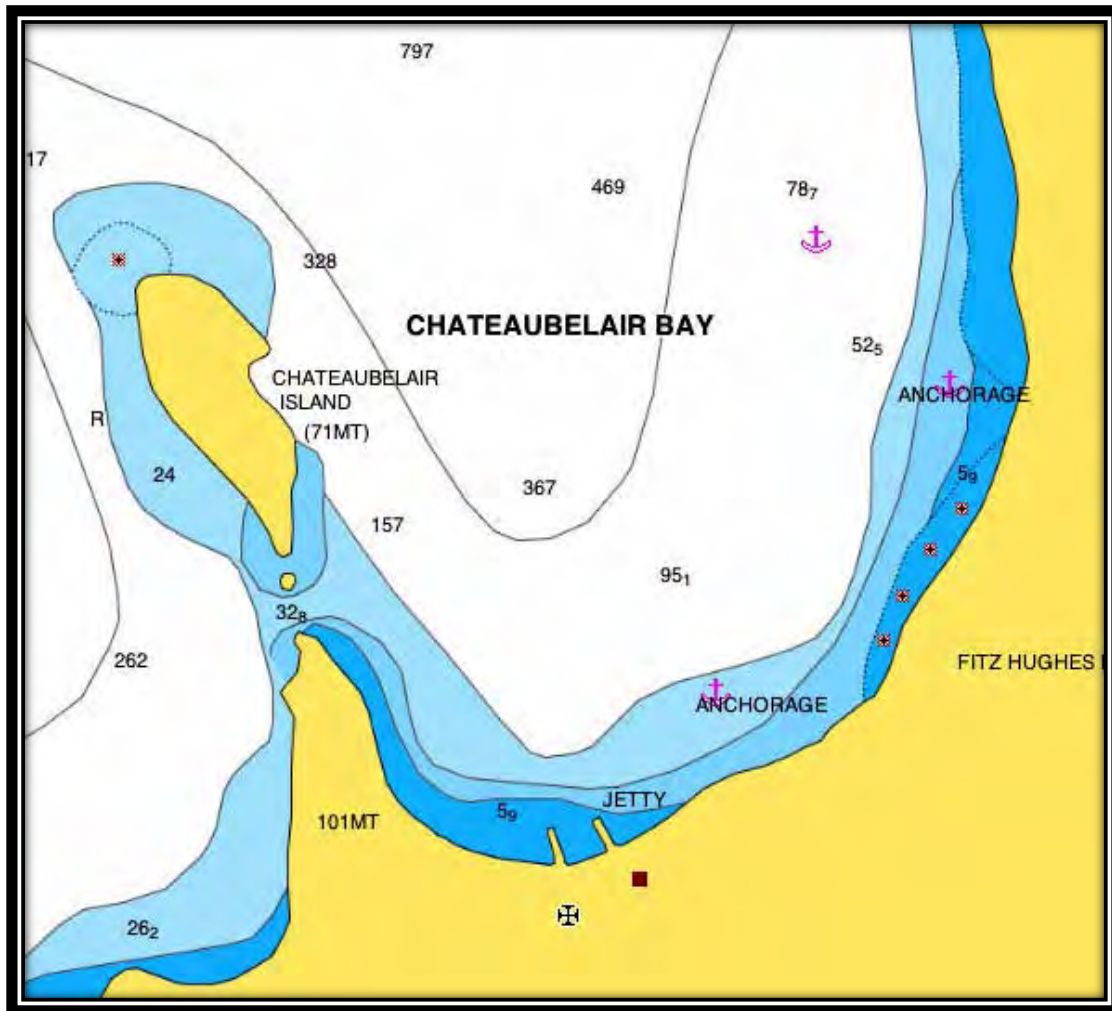 797
17
469
78₇
328
CHATEAUBELAIR BAY
52₅
CHATEAUBELAIR
ISLAND
(71MT)
ANCHORAGE
R
24
5₉
367
157
95₁
32₈
262
FITZ HUGHES
ANCHORAGE
JETTY
5₉
101MT
26₂